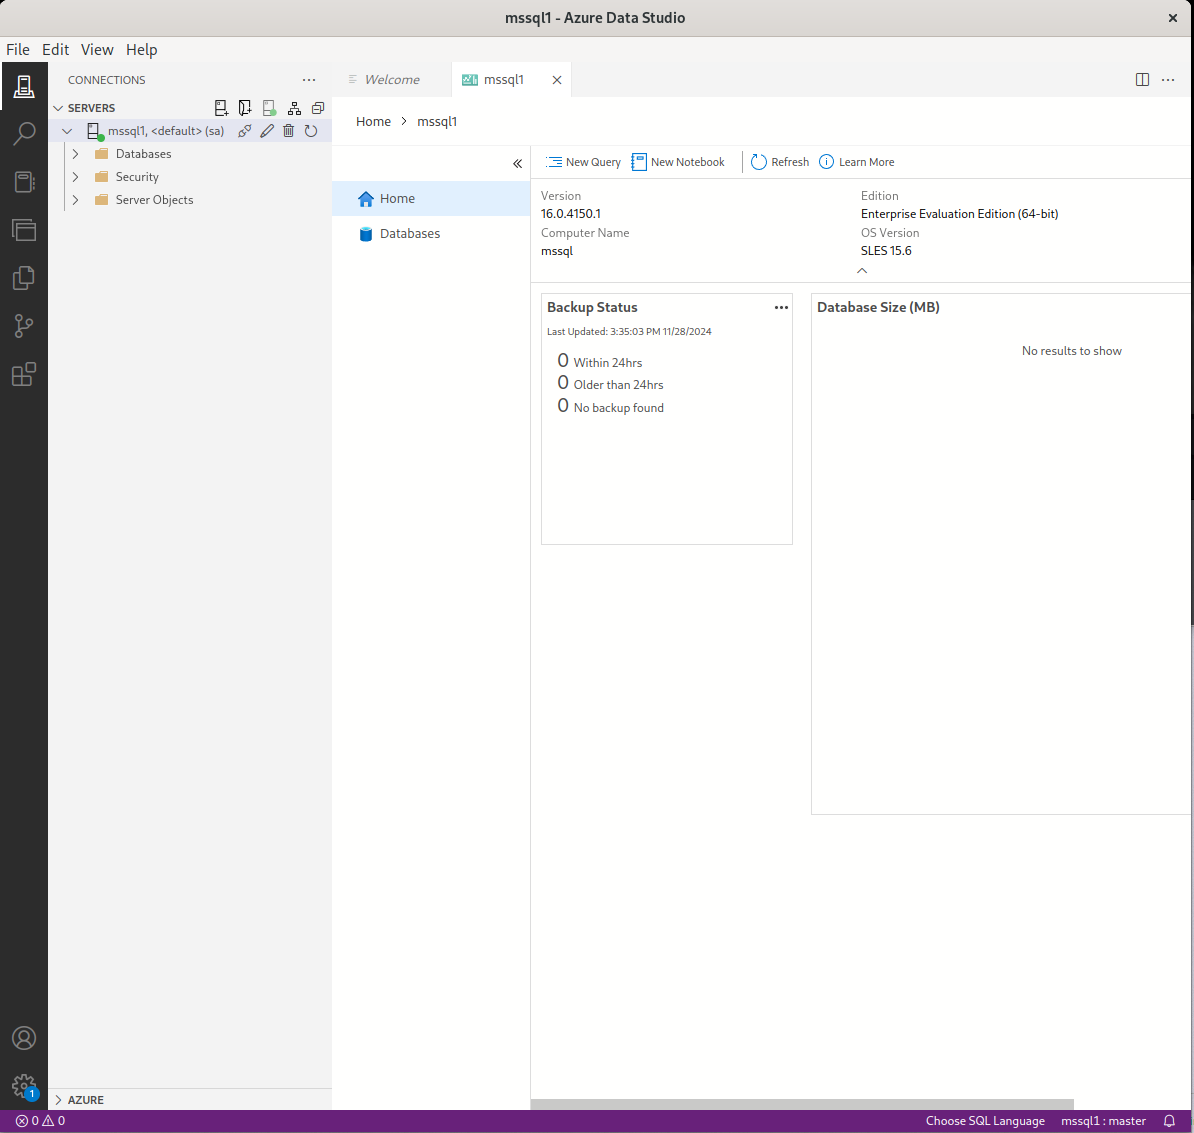 mssql1 - Azure Data Studio
File Edit View Help
CONNECTIONS
SERVERS
mssql1, <default> (sa)
Databases
Security
Server Objects
AZURE
Welcome
mssql1
Home > mssql1
New Query
New Notebook
Refresh
Learn More
Home
Databases
Version
16.0.4150.1
Computer Name
mssql
Edition
Enterprise Evaluation Edition (64-bit)
OS Version
SLES 15.6
Backup Status
Last Updated: 3:35:03 PM 11/28/2024
0 Within 24hrs
0 Older than 24hrs
0 No backup found
Database Size (MB)
No results to show
1
0 0
Choose SQL Language
mssql1 : master